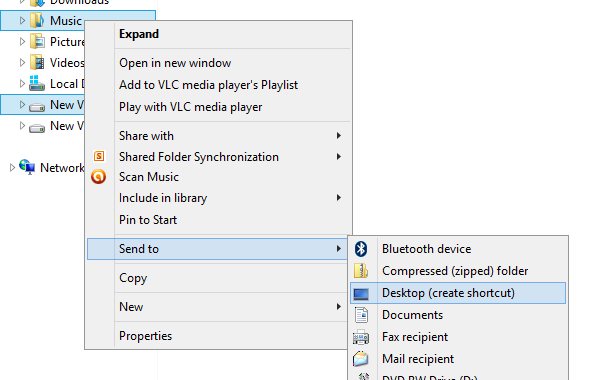 Downloads
Music
Picture
Videos
Local D
New V
New V
Network
Expand
Open in new window
Add to VLC media player's Playlist
Play with VLC media player
Share with
Shared Folder Synchronization
Scan Music
Include in library
Pin to Start
Send to
Copy
New
Properties
Bluetooth device
Compressed (zipped) folder
Desktop (create shortcut)
Documents
Fax recipient
Mail recipient
DVD RW Drive (D:)